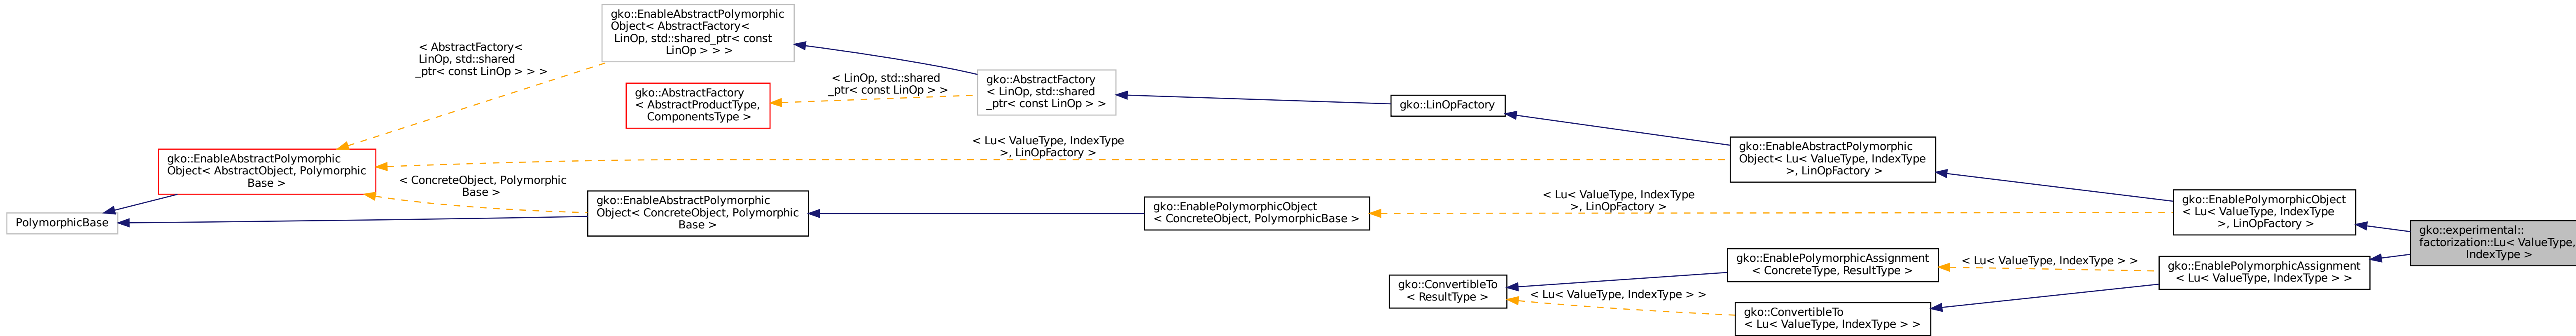 gko::EnableAbstractPolymorphic
Object< AbstractFactory<
LinOp, std::shared_ptr< const
LinOp > > >
< AbstractFactory<
LinOp, std::shared
_ptr< const LinOp > > >
gko::AbstractFactory
< AbstractProductType,
ComponentsType >
< LinOp, std::shared
_ptr< const LinOp > >
gko::AbstractFactory
< LinOp, std::shared
_ptr< const LinOp > >
gko::LinOpFactory
gko::EnableAbstractPolymorphic
Object< AbstractObject, Polymorphic
Base >
< Lu< ValueType, IndexType
>, LinOpFactory >
gko::EnableAbstractPolymorphic
Object< Lu< ValueType, IndexType
>, LinOpFactory >
< ConcreteObject, Polymorphic
Base >
PolymorphicBase
gko::EnableAbstractPolymorphic
Object< ConcreteObject, Polymorphic
Base >
gko::EnablePolymorphicObject
< ConcreteObject, PolymorphicBase >
< Lu< ValueType, IndexType
>, LinOpFactory >
gko::EnablePolymorphicObject
< Lu< ValueType, IndexType
>, LinOpFactory >
gko::experimental::
factorization::Lu< ValueType,
IndexType >
gko::ConvertibleTo
< ResultType >
gko::EnablePolymorphicAssignment
< ConcreteType, ResultType >
< Lu< ValueType, IndexType > >
gko::EnablePolymorphicAssignment
< Lu< ValueType, IndexType > >
< Lu< ValueType, IndexType > >
gko::ConvertibleTo
< Lu< ValueType, IndexType > >